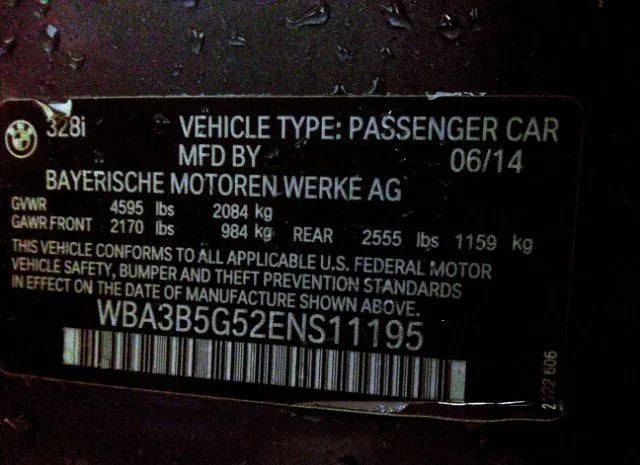 BMW
328i VEHICLE TYPE: PASSENGER CAR
MFD BY 06/14
BAYERISCHE MOTOREN WERKE AG
GVWR 4595 lbs 2084 kg
GAWR FRONT 2170 lbs 984 kg REAR 2555 lbs 1159 kg
THIS VEHICLE CONFORMS TO ALL APPLICABLE U.S. FEDERAL MOTOR
VEHICLE SAFETY, BUMPER AND THEFT PREVENTION STANDARDS
IN EFFECT ON THE DATE OF MANUFACTURE SHOWN ABOVE.
WBA3B5G52ENS11195